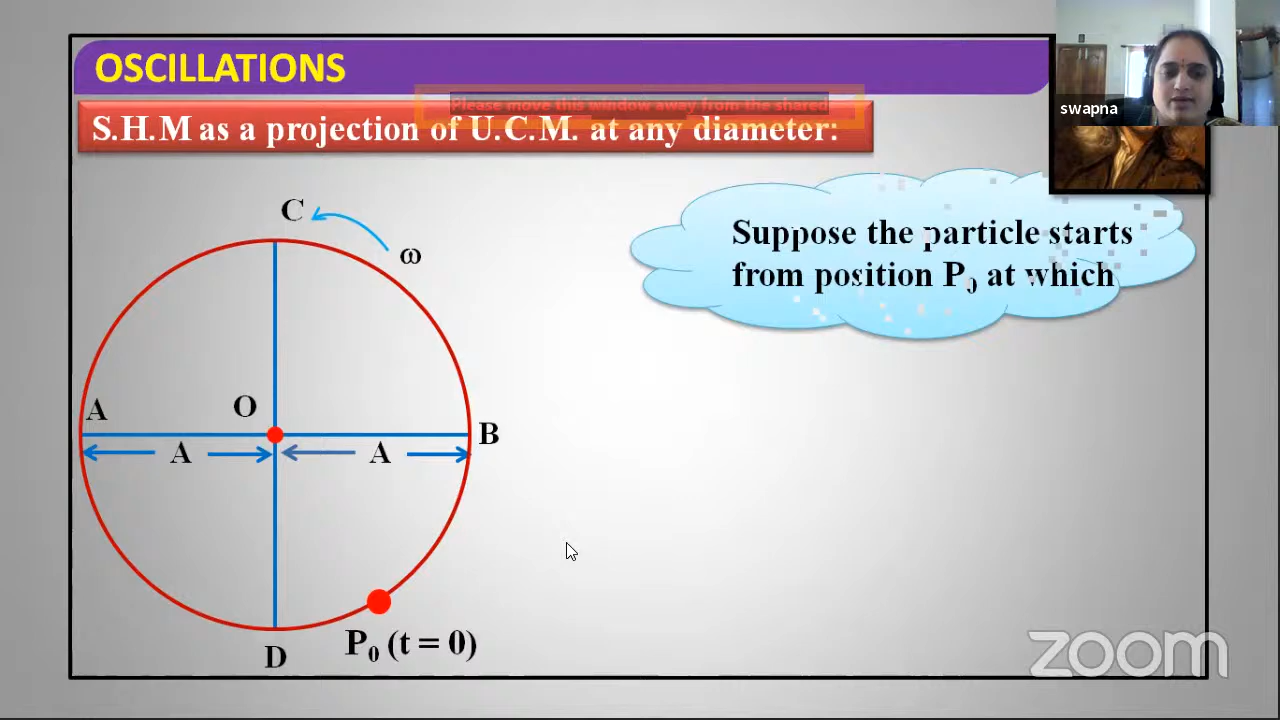 OSCILLATIONS
Please move this window away from the shared
S.H.M as a projection of U.C.M. at any diameter:
swapna
Suppose the particle starts
from position P₀ at which
C
ω
A
O
B
A
A
P₀ (t = 0)
D
zoom